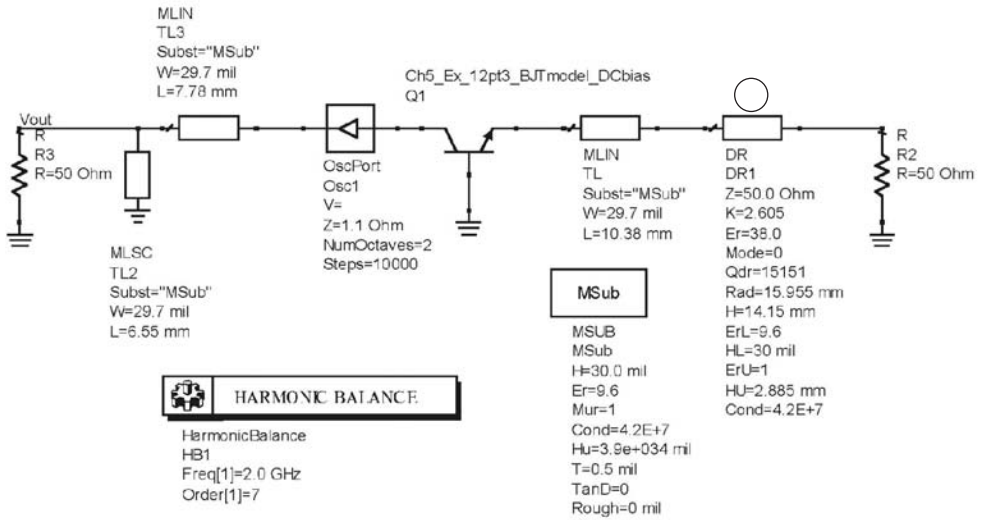 MLIN
TL3
Subst="MSub"
W=29.7 mil
L=7.78 mm
Ch5_Ex_12pt3_BJTmodel_DCbias
Q1
Vout
R
R3
R=50 Ohm
OscPort
Osc1
V=
Z=1.1 Ohm
NumOctaves=2
Steps=10000
MLIN
TL
Subst="MSub"
W=29.7 mil
L=10.38 mm
DR
DR1
Z=50.0 Ohm
K=2.605
Er=38.0
Mode=0
Qdr=15151
Rad=15.955 mm
H=14.15 mm
ErL=9.6
HL=30 mil
ErU=1
HU=2.885 mm
Cond=4.2E+7
R
R2
R=50 Ohm
MLSC
TL2
Subst="MSub"
W=29.7 mil
L=6.55 mm
MSub
MSUB
MSub
H=30.0 mil
Er=9.6
Mur=1
Cond=4.2E+7
Hu=3.9e+034 mil
T=0.5 mil
TanD=0
Rough=0 mil
HARMONIC BALANCE
HarmonicBalance
HB1
Freq[1]=2.0 GHz
Order[1]=7